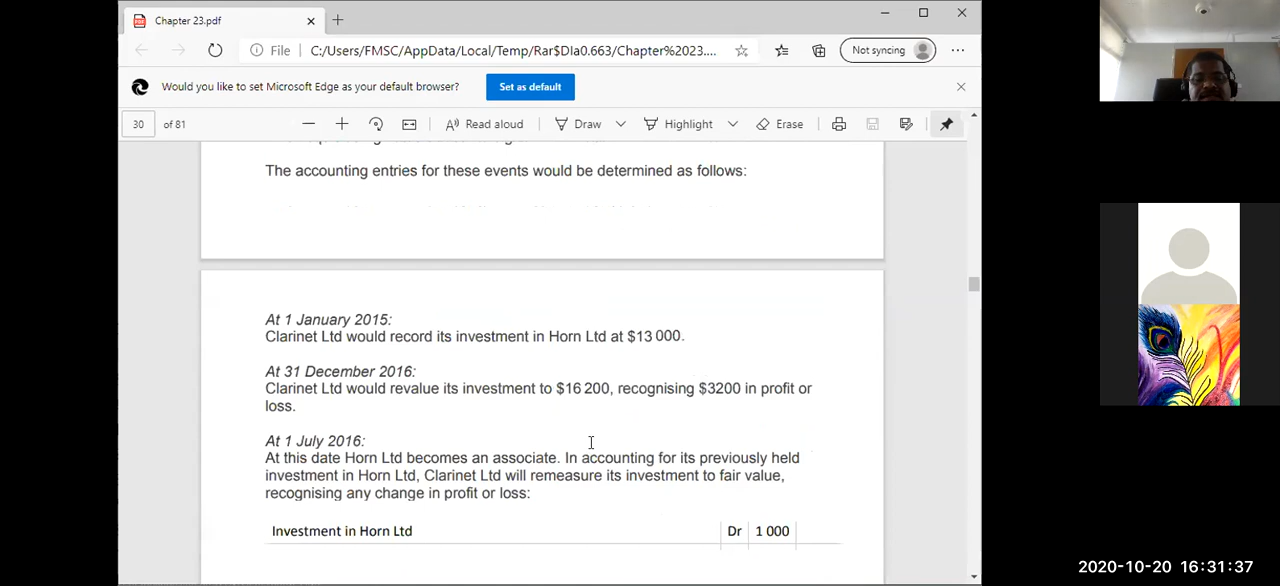 Chapter 23.pdf
File
C:/Users/FMSC/AppData/Local/Temp/Rar$DIa0.663/Chapter%2023....
Not syncing
Would you like to set Microsoft Edge as your default browser?
Set as default
30 of 81
Read aloud
Draw
Highlight
Erase
The accounting entries for these events would be determined as follows:
At 1 January 2015:
Clarinet Ltd would record its investment in Horn Ltd at $13 000.
At 31 December 2016:
Clarinet Ltd would revalue its investment to $16 200, recognising $3200 in profit or
loss.
At 1 July 2016:
At this date Horn Ltd becomes an associate. In accounting for its previously held
investment in Horn Ltd, Clarinet Ltd will remeasure its investment to fair value,
recognising any change in profit or loss:
Investment in Horn Ltd Dr 1 000
2020-10-20 16:31:37